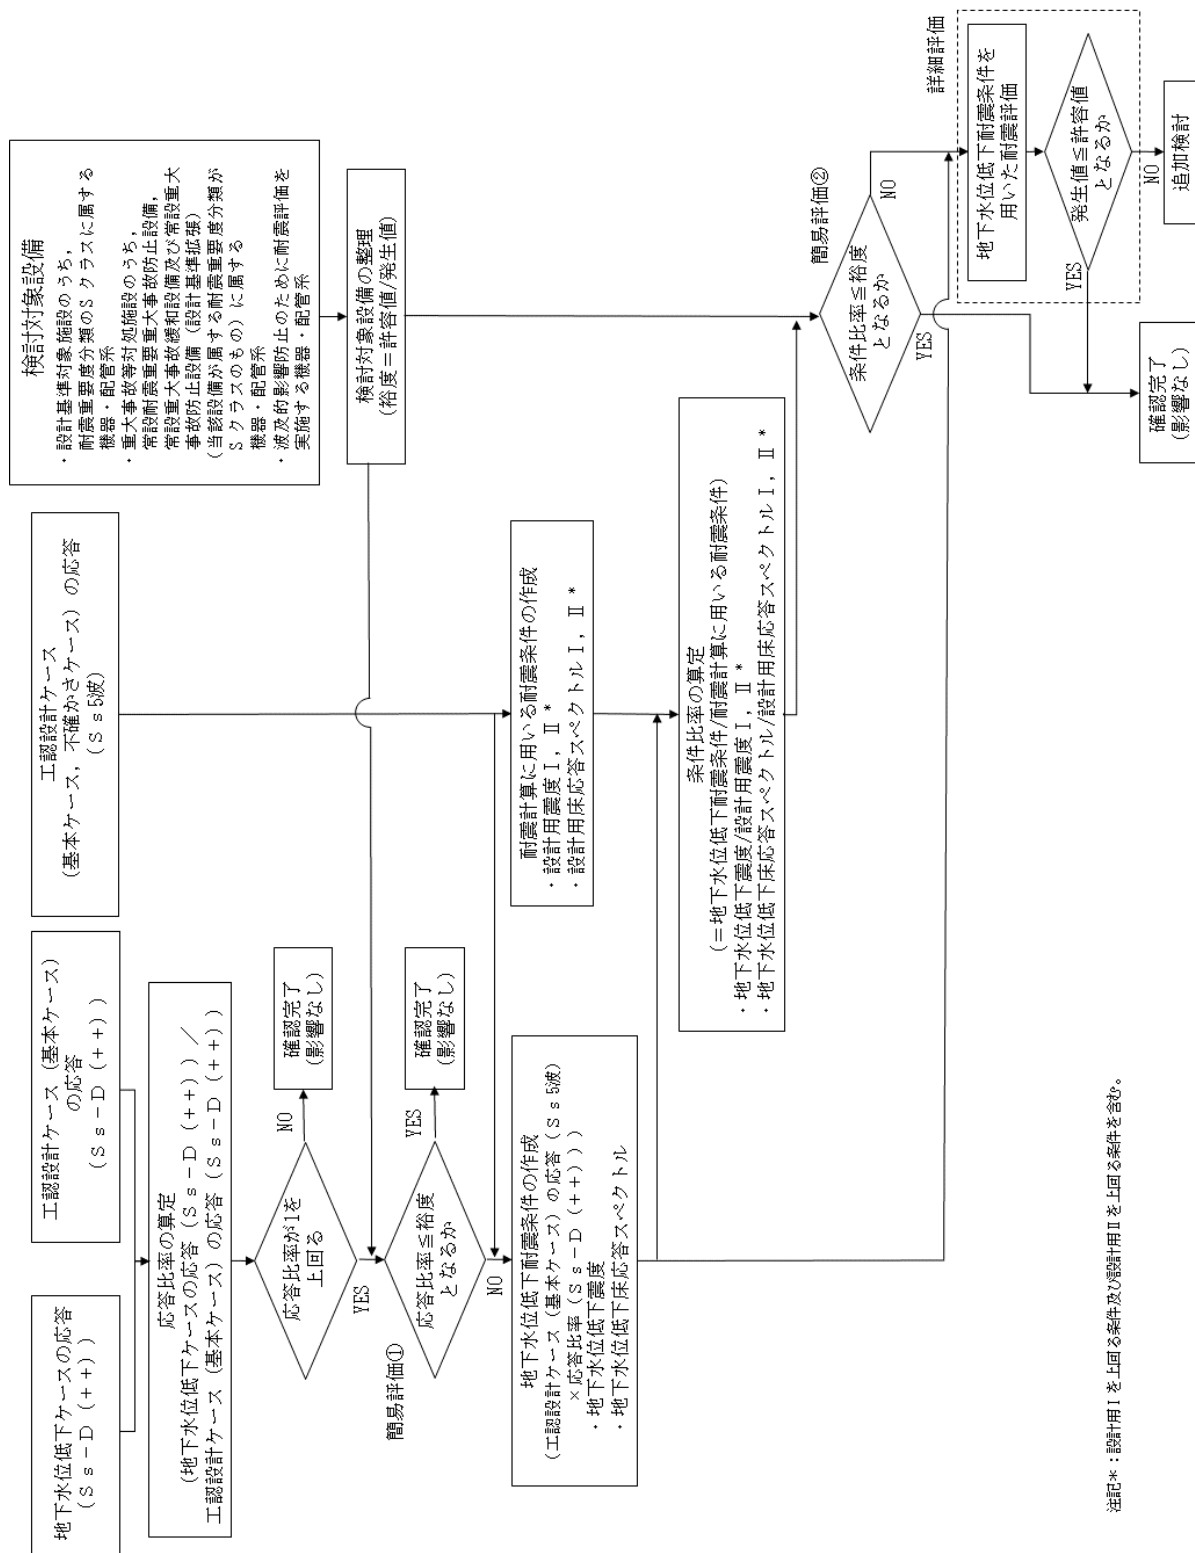 地下水位低下ケースの応答
(Ｓｓ－Ｄ（＋＋）)
工認設計ケース（基本ケース）
の応答
(Ｓｓ－Ｄ（＋＋）)
工認設計ケース
(基本ケース，不確かさケース）の応答
(Ｓｓ5波)
検討対象設備
・設計基準対象施設のうち，
耐震重要度分類のＳクラスに属する
機器・配管系
・重大事故等対処施設のうち，
常設耐震重要重大事故防止設備，
常設重大事故緩和設備及び常設重大
事故防止設備（設計基準拡張）
（当該設備が属する耐震重要度分類が
Ｓクラスのもの）に属する
機器・配管系
・波及的影響防止のために耐震評価を
実施する機器・配管系
応答比率の算定
(地下水位低下ケースの応答（Ｓｓ－Ｄ（＋＋））／
工認設計ケース（基本ケース）の応答（Ｓｓ－Ｄ（＋＋））
検討対象設備の整理
(裕度＝許容値/発生値)
応答比率が1を
上回る
NO
確認完了
(影響なし)
YES
簡易評価①
応答比率≦裕度
となるか
YES
確認完了
(影響なし)
NO
地下水位低下耐震条件の作成
(工認設計ケース（基本ケース）の応答（Ｓｓ5波）
×応答比率（Ｓｓ－Ｄ（＋＋）))
・地下水位低下震度
・地下水位低下床応答スペクトル
耐震計算に用いる耐震条件の作成
・設計用震度Ⅰ，Ⅱ*
・設計用床応答スペクトルⅠ，Ⅱ*
条件比率の算定
(＝地下水位低下耐震条件/耐震計算に用いる耐震条件)
・地下水位低下震度/設計用震度Ⅰ，Ⅱ*
・地下水位低下床応答スペクトル/設計用床応答スペクトルⅠ，Ⅱ*
簡易評価②
条件比率≦裕度
となるか
NO
YES
詳細評価
地下水位低下耐震条件を
用いた耐震評価
発生値≦許容値
となるか
YES
NO
確認完了
(影響なし)
追加検討
注記*：設計用Ⅰを上回る条件及び設計用Ⅱを上回る条件を含む。